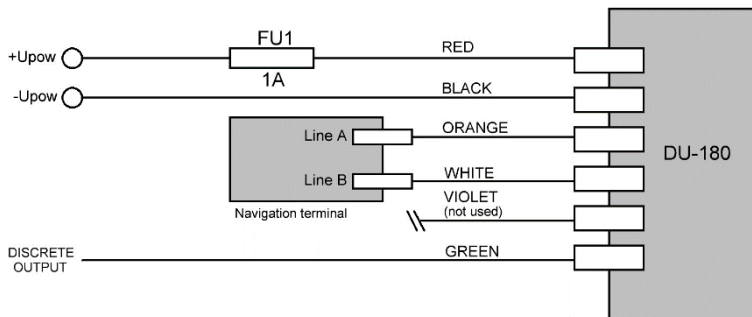 FU1
RED
+Upow
1A
BLACK
-Upow
ORANGE
Line A
DU-180
WHITE
Line B
VIOLET
(not used)
Navigation terminal
GREEN
DISCRETE
OUTPUT